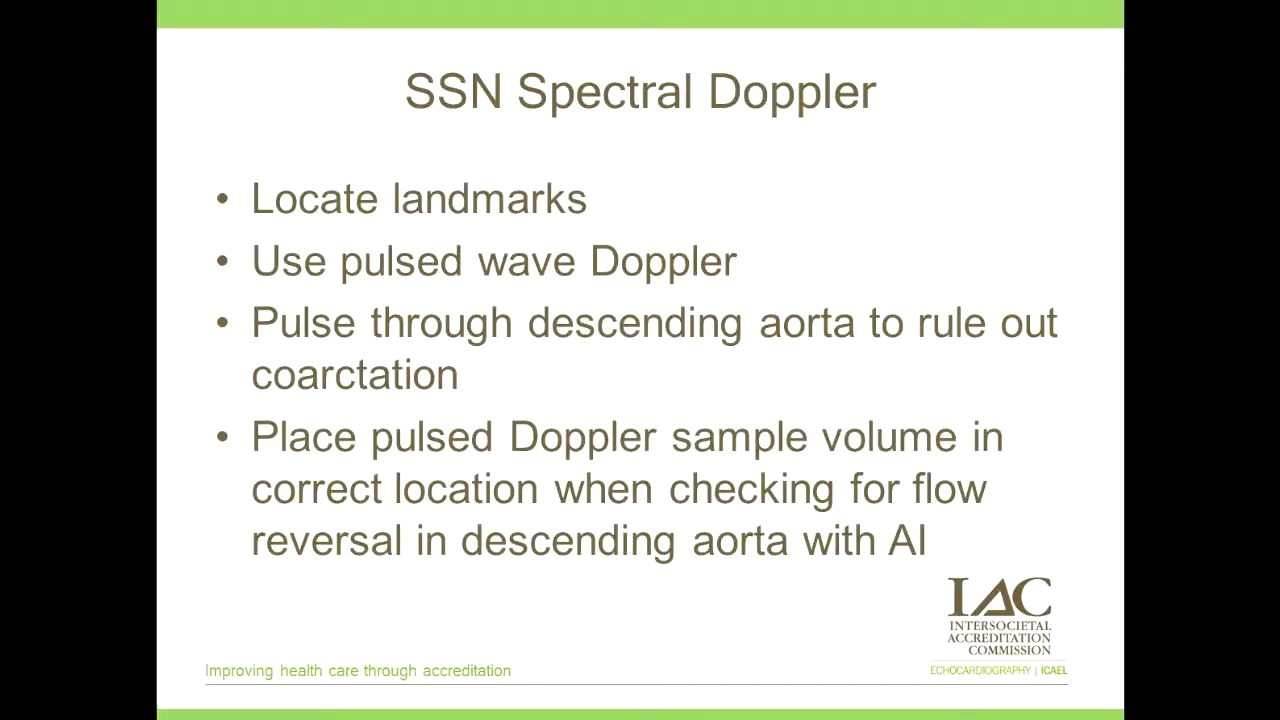 SSN Spectral Doppler
• Locate landmarks
• Use pulsed wave Doppler
• Pulse through descending aorta to rule out
coarctation
• Place pulsed Doppler sample volume in
correct location when checking for flow
reversal in descending aorta with AI
IAC
INTERSOCIETAL
ACCREDITATION
COMMISSION
ECHOCARDIOGRAPHY | ICAEL
Improving health care through accreditation